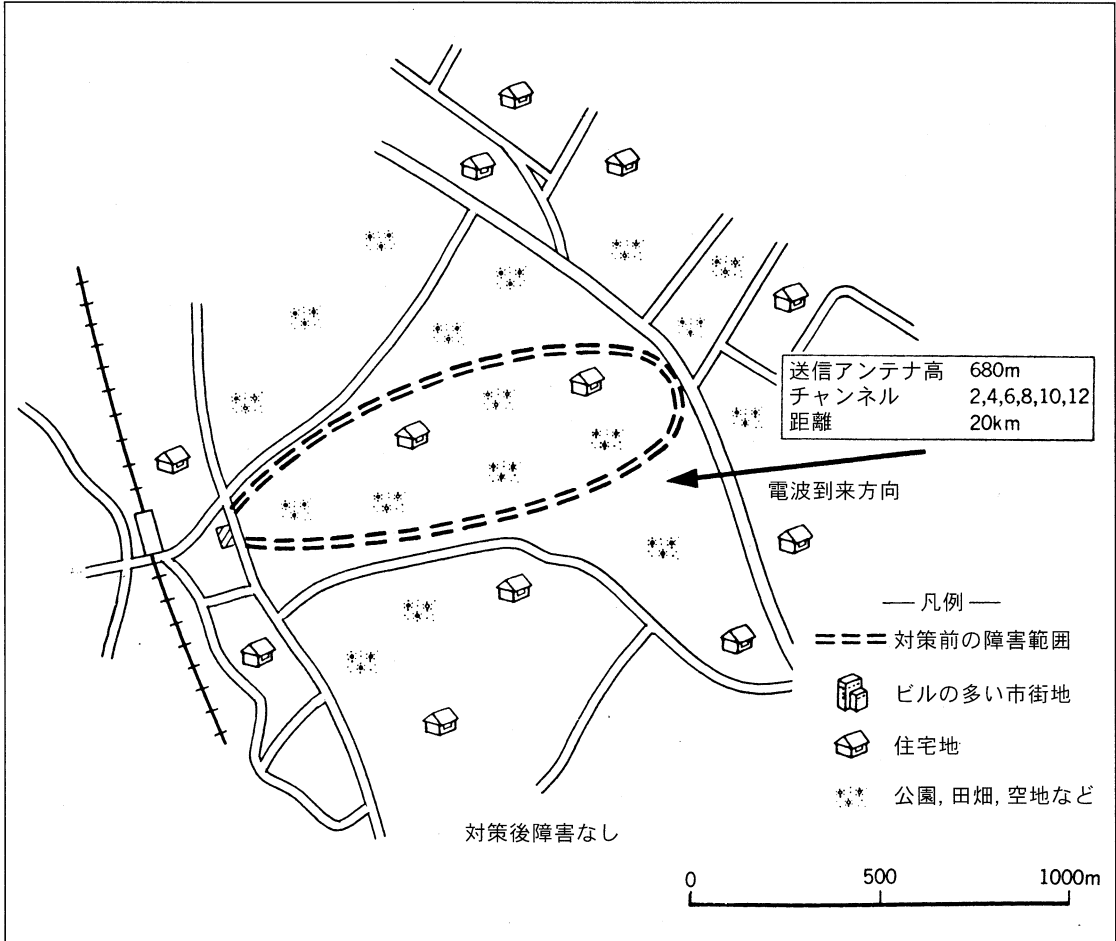 送信アンテナ高 680m
チャンネル 2,4,6,8,10,12
距離 20km
電波到来方向
― 凡例 ―
対策前の障害範囲
ビルの多い市街地
住宅地
公園, 田畑, 空地など
対策後障害なし
0 500 1000m